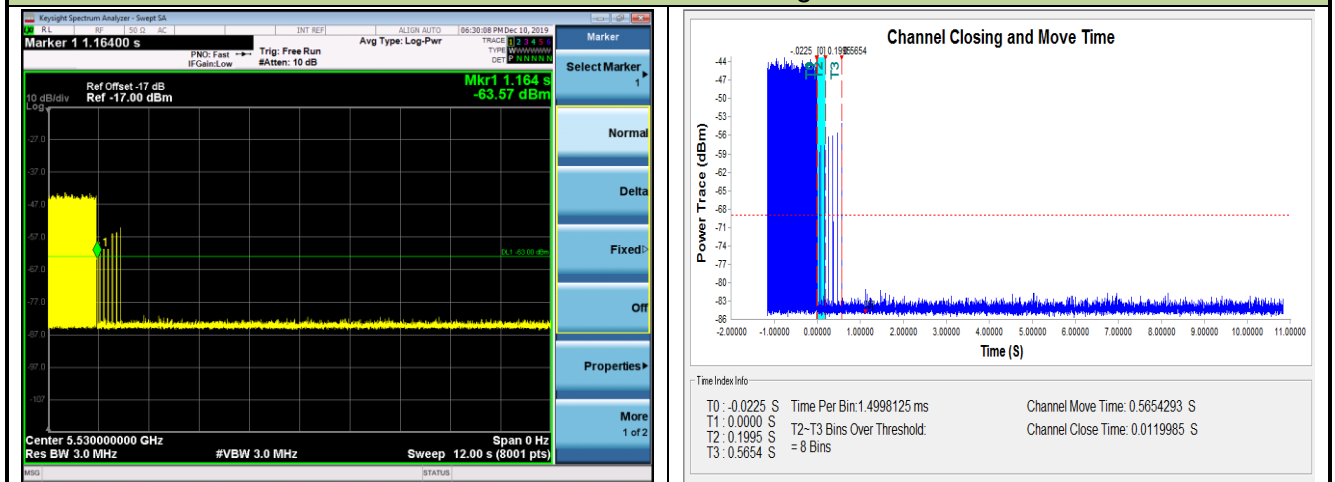 Keysight Spectrum Analyzer - Swept SA
RL RF 50 Ω AC INT REF ALIGN AUTO 06:30:08 PM Dec 10, 2019
Marker 1 1.16400 s
PNO: Fast
IFGain:Low
Trig: Free Run
#Atten: 10 dB
Avg Type: Log-Pwr
TRACE 1 2 3 4 5 6
TYPE WWWWWW
DET P N N N N N
Ref Offset -17 dB
10 dB/div Ref -17.00 dBm
Log
Mkr1 1.164 s
-63.57 dBm
-27.0
-37.0
-47.0
-57.0
-67.0
-77.0
-87.0
-97.0
-107
1
DL1 -63.00 dBm
Center 5.530000000 GHz Span 0 Hz
Res BW 3.0 MHz #VBW 3.0 MHz Sweep 12.00 s (8001 pts)
MSG STATUS
Marker
Select Marker
1
Normal
Delta
Fixed
Off
Properties
More
1 of 2
Channel Closing and Move Time
-.0225 [0] 0.19
5654
T2
T3
Power Trace (dBm)
-44
-47
-50
-53
-56
-59
-62
-65
-68
-71
-74
-77
-80
-83
-86
-2.00000 -1.00000 0.00000 1.00000 2.00000 3.00000 4.00000 5.00000 6.00000 7.00000 8.00000 9.00000 10.00000 11.00000
Time (S)
Time Index Info
T0 : -0.0225 S
T1 : 0.0000 S
T2 : 0.1995 S
T3 : 0.5654 S
Time Per Bin:1.4998125 ms
T2~T3 Bins Over Threshold:
= 8 Bins
Channel Move Time: 0.5654293 S
Channel Close Time: 0.0119985 S